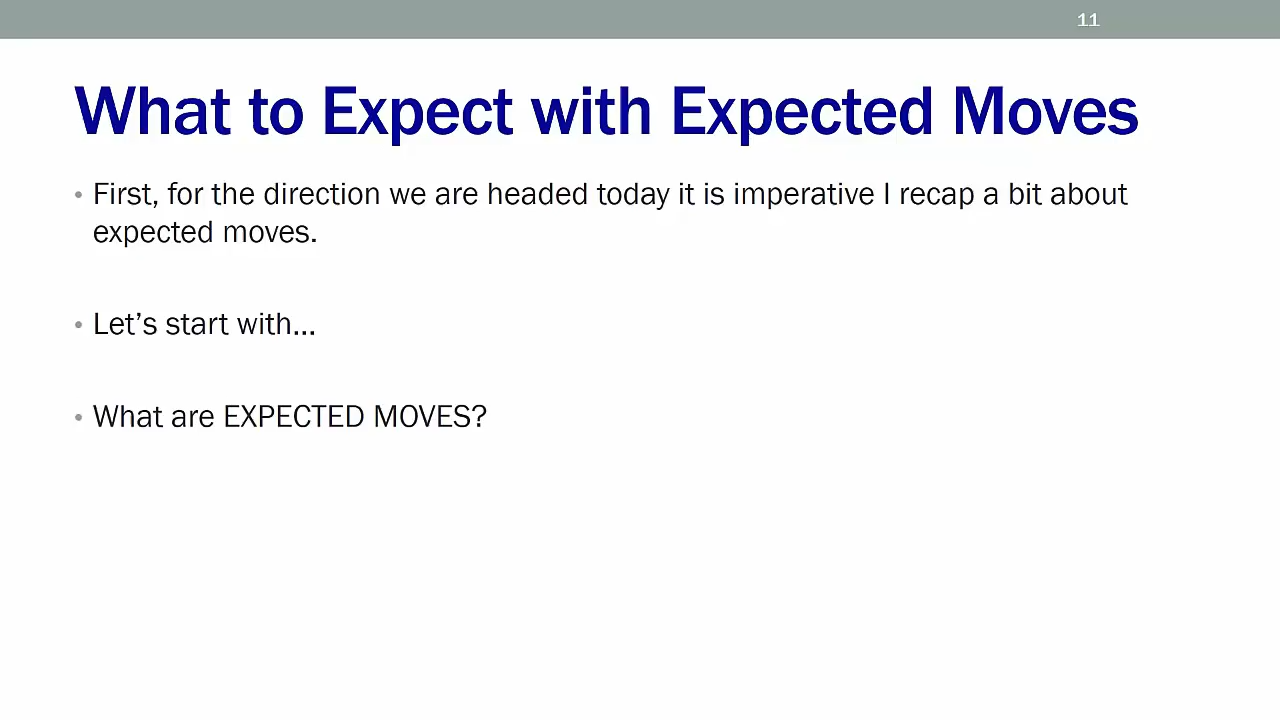 11
What to Expect with Expected Moves
• First, for the direction we are headed today it is imperative I recap a bit about
expected moves.
• Let’s start with...
• What are EXPECTED MOVES?